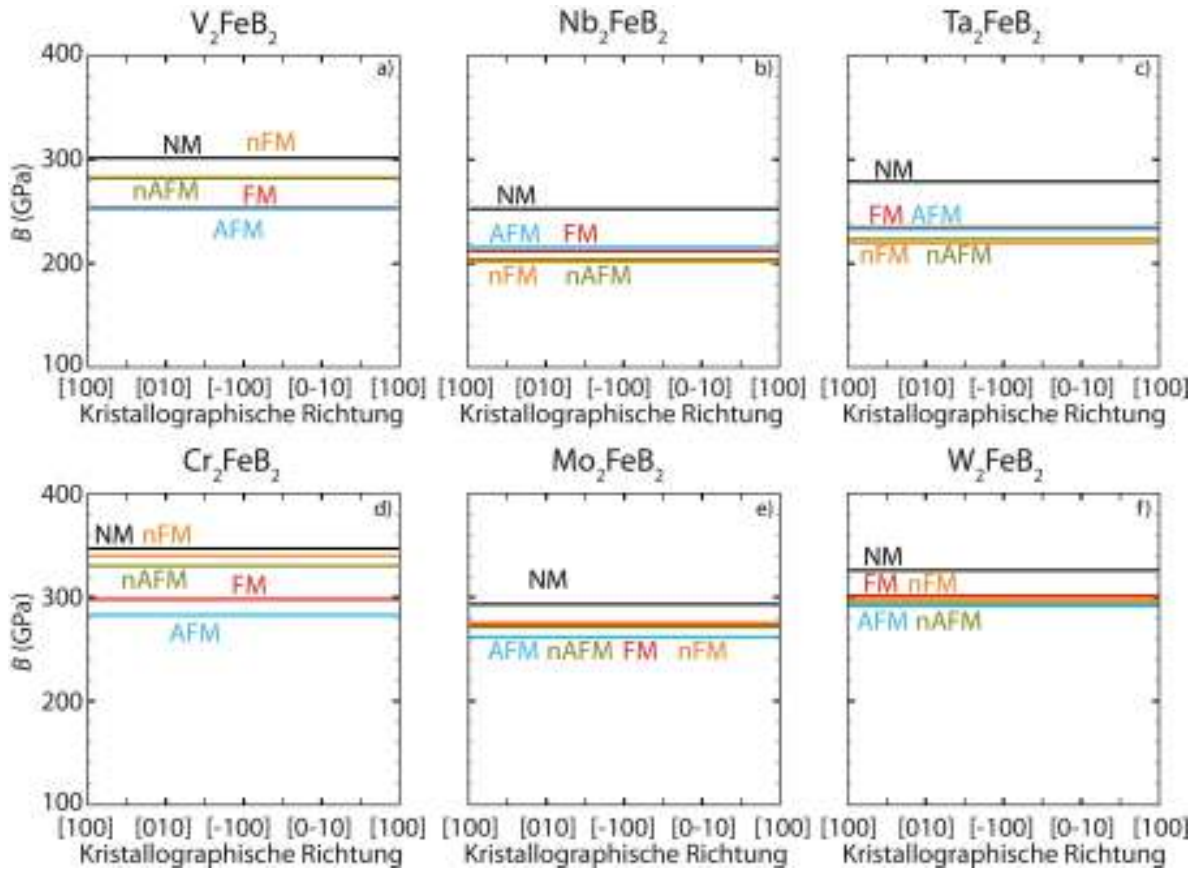 V2FeB2 Nb2FeB2 Ta2FeB2
a) b) c)
400
300
200
100
B (GPa)
NM nFM
nAFM FM
AFM
NM
AFM FM
nFM nAFM
NM
FM AFM
nFM nAFM
[100] [010] [-100] [0-10] [100] [100] [010] [-100] [0-10] [100] [100] [010] [-100] [0-10] [100]
Kristallographische Richtung Kristallographische Richtung Kristallographische Richtung
Cr2FeB2 Mo2FeB2 W2FeB2
d) e) f)
400
300
200
100
B (GPa)
NM nFM
nAFM FM
AFM
NM
AFM nAFM FM nFM
NM
FM nFM
AFM nAFM
[100] [010] [-100] [0-10] [100] [100] [010] [-100] [0-10] [100] [100] [010] [-100] [0-10] [100]
Kristallographische Richtung Kristallographische Richtung Kristallographische Richtung